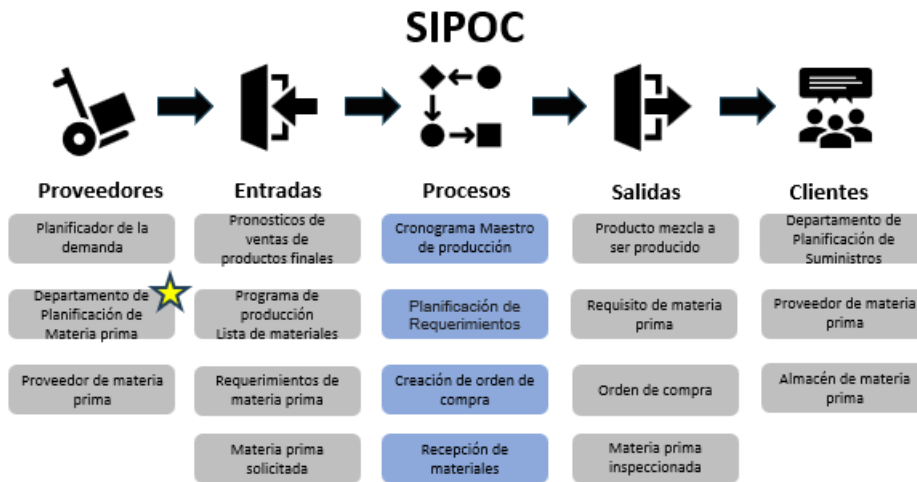 SIPOC
Proveedores
Entradas
Procesos
Salidas
Clientes
Planificador de la
demanda
Pronosticos de
ventas de
productos finales
Cronograma Maestro
de producción
Producto mezcla a
ser producido
Departamento de
Planificación de
Suministros
Departamento de
Planificación de
Materia prima
Programa de
producción
Lista de materiales
Planificación de
Requerimientos
Requisito de materia
prima
Proveedor de materia
prima
Proveedor de materia
prima
Requerimientos de
materia prima
Creación de orden de
compra
Orden de compra
Almacén de materia
prima
Materia prima
solicitada
Recepción de
materiales
Materia prima
inspeccionada